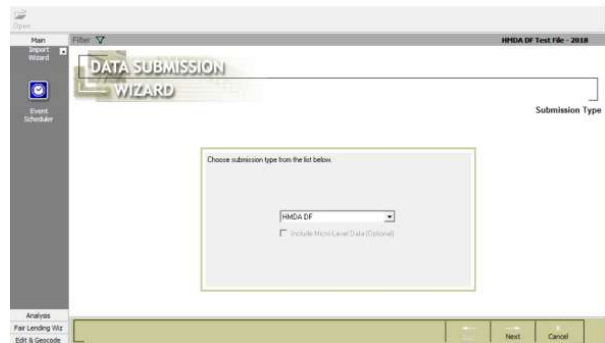 Open
Main
Filter
HMDA DF Test File - 2018
Import
Wizard
DATA SUBMISSION
WIZARD
Event
Scheduler
Submission Type
Choose submission type from the list below.
HMDA DF
Include Micro-Level Data (Optional)
Analysis
Fair Lending Wiz
Edit & Geocode
Next
Cancel